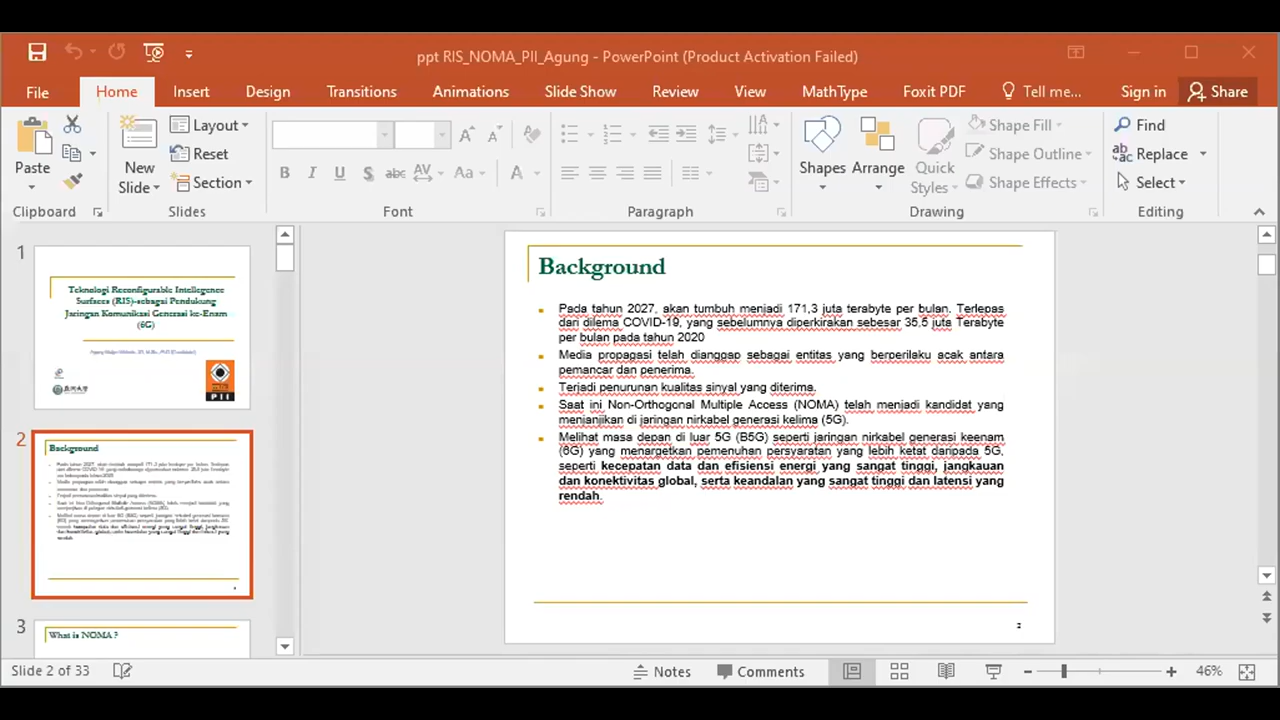 ppt RIS_NOMA_PII_Agung - PowerPoint (Product Activation Failed)
File Home Insert Design Transitions Animations Slide Show Review View MathType Foxit PDF Tell me... Sign in Share
Paste
New Slide
Layout
Reset
Section
Shapes
Arrange
Quick Styles
Shape Fill
Shape Outline
Shape Effects
Find
Replace
Select
Clipboard Slides Font Paragraph Drawing Editing
1
Teknologi Reconfigurable Intellegence
Surfaces (RIS)-sebagai Pendukung
Jaringan Komunikasi Generasi ke-Enam
(6G)
PII
2
Background
3
What is NOMA ?
Background
Pada tahun 2027, akan tumbuh menjadi 171,3 juta terabyte per bulan. Terlepas
dari dilema COVID-19, yang sebelumnya diperkirakan sebesar 35.5 juta Terabyte
per bulan pada tahun 2020
Media propagasi telah dianggap sebagai entitas yang berperilaku acak antara
pemancar dan penerima.
Terjadi penurunan kualitas sinyal yang diterima.
Saat ini Non-Orthogonal Multiple Access (NOMA) telah menjadi kandidat yang
menjanjikan di jaringan nirkabel generasi kelima (5G).
Melihat masa depan di luar 5G (B5G) seperti jaringan nirkabel generasi keenam
(6G) yang menargetkan pemenuhan persyaratan yang lebih ketat daripada 5G,
seperti kecepatan data dan efisiensi energi yang sangat tinggi, jangkauan
dan konektivitas global, serta keandalan yang sangat tinggi dan latensi yang
rendah.
2
Slide 2 of 33
Notes
Comments
46%